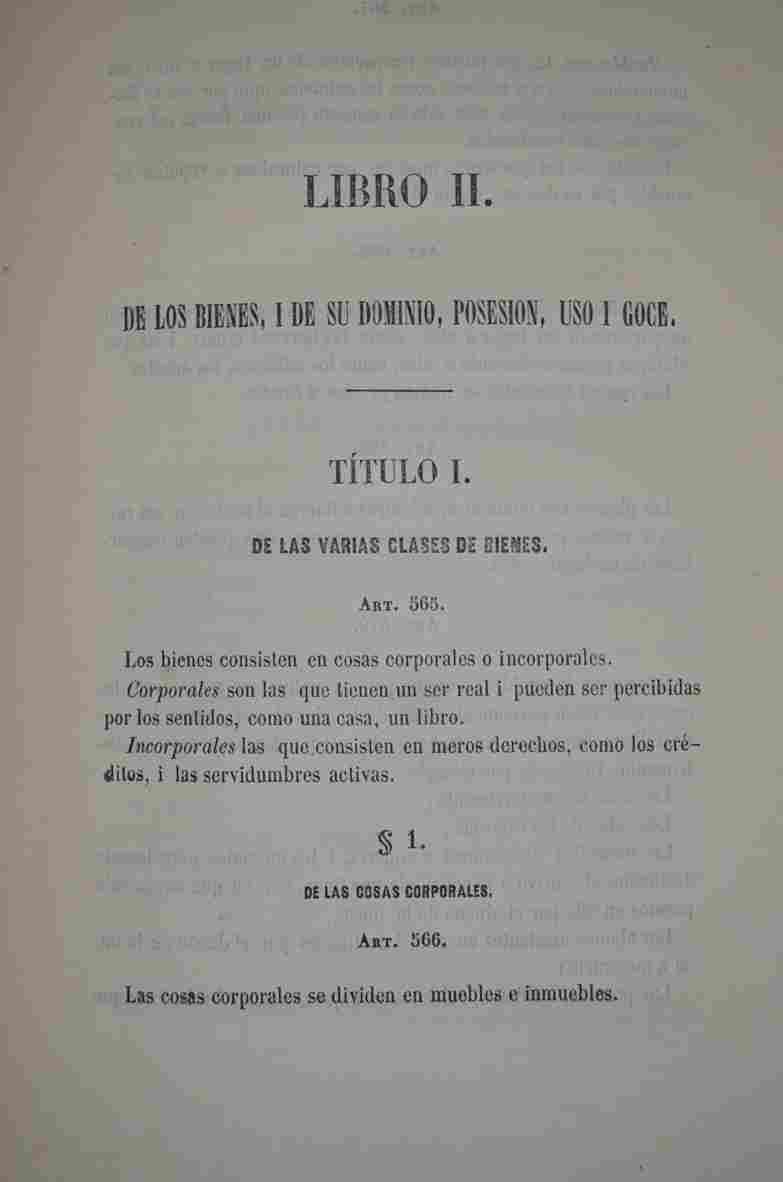 LIBRO II.
DE LOS BIENES, I DE SU DOMINIO, POSESION, USO I GOCE.
TÍTULO I.
DE LAS VARIAS CLASES DE BIENES.
ART. 565.
Los bienes consisten en cosas corporales o incorporales.
Corporales son las que tienen un ser real i pueden ser percibidas
por los sentidos, como una casa, un libro.
Incorporales las que consisten en meros derechos, como los cré-
ditos, i las servidumbres activas.
§ 1.
DE LAS COSAS CORPORALES.
ART. 566.
Las cosas corporales se dividen en muebles e inmuebles.